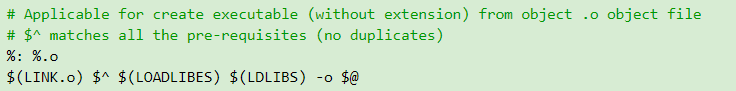 # Applicable for create executable (without extension) from object .o object file
# $^ matches all the pre-requisites (no duplicates)
%: %.o
$(LINK.o) $^ $(LOADLIBES) $(LDLIBS) -o $@